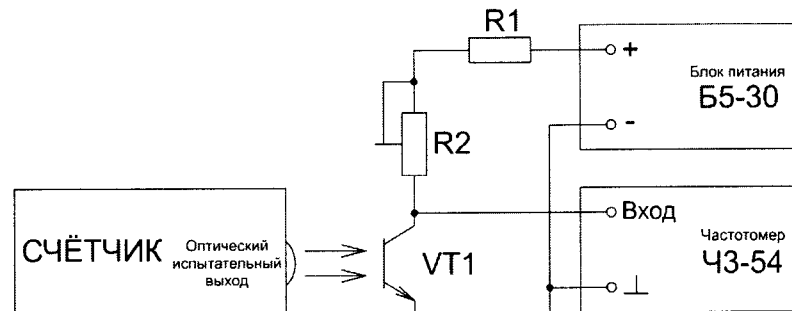 R1
+
Блок питания
Б5-30
-
R2
Вход
СЧЁТЧИК
Оптический
испытательный
выход
VT1
Частотомер
Ч3-54